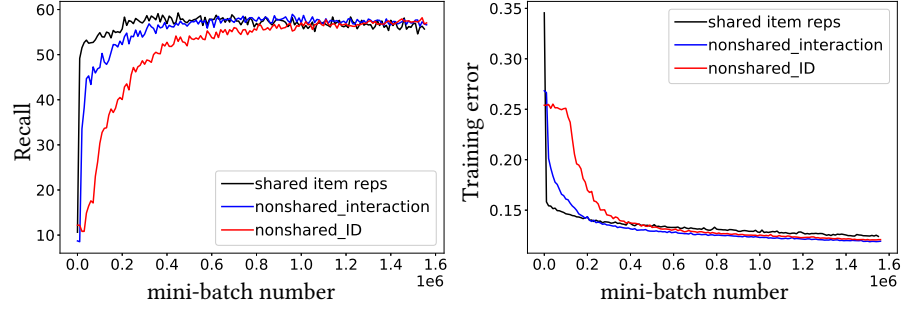 60
50
40
30
20
10
Recall
shared item reps
nonshared_interaction
nonshared_ID
0.0 0.2 0.4 0.6 0.8 1.0 1.2 1.4 1.6
1e6
mini-batch number
0.35
0.30
0.25
0.20
0.15
Training error
shared item reps
nonshared_interaction
nonshared_ID
0.0 0.2 0.4 0.6 0.8 1.0 1.2 1.4 1.6
1e6
mini-batch number